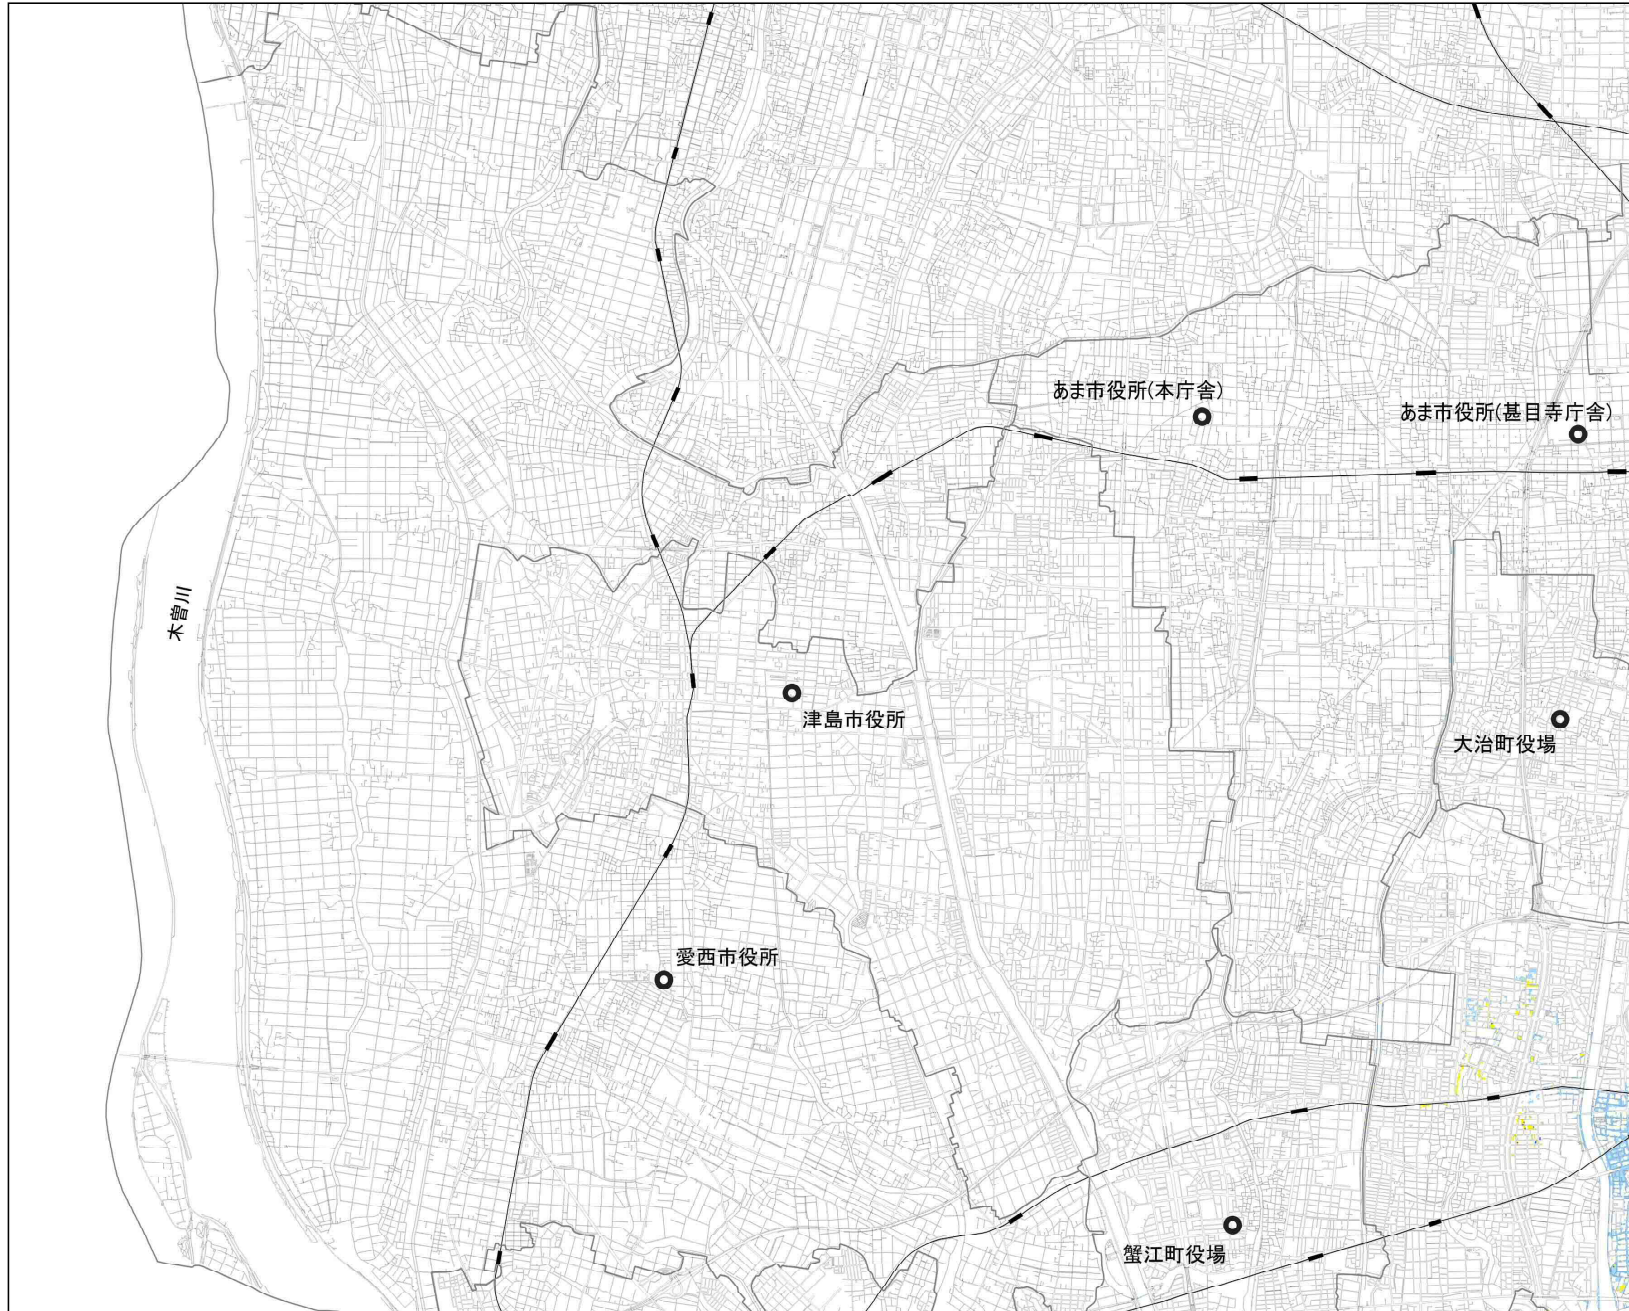 あま市役所(本庁舎)
あま市役所(甚目寺庁舎)
木曽川
津島市役所
大治町役場
愛西市役所
蟹江町役場